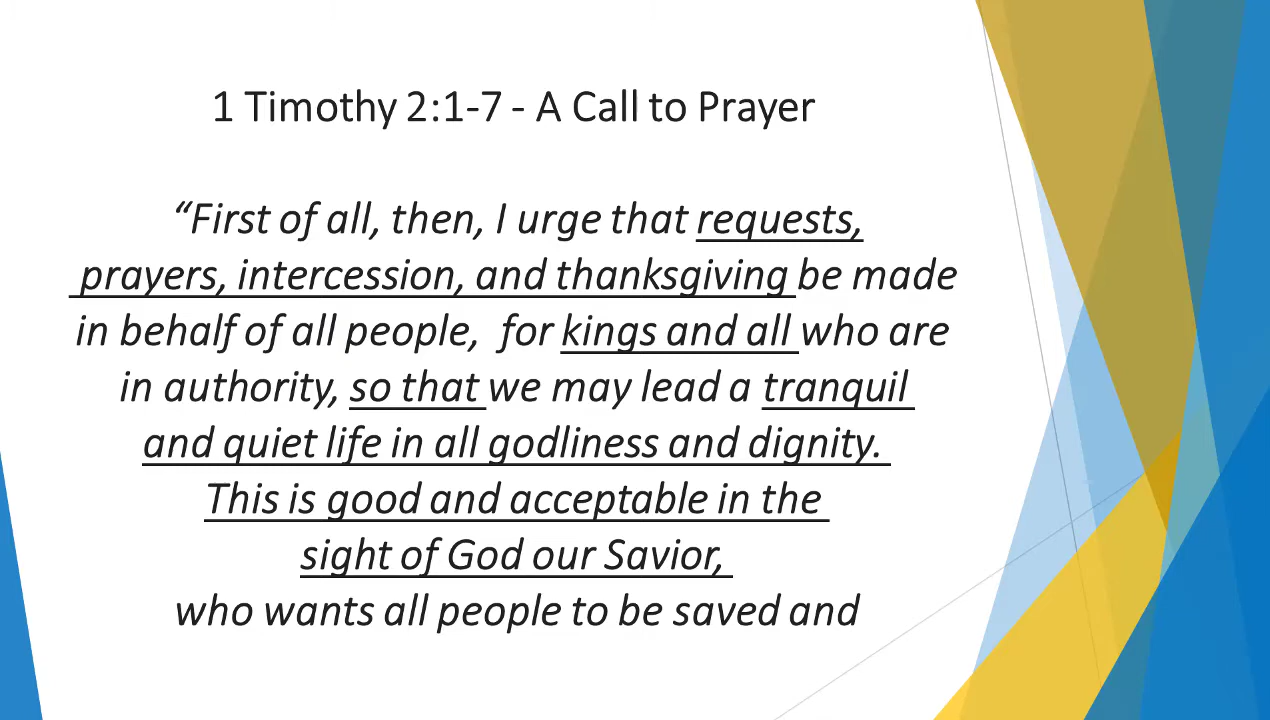 1 Timothy 2:1-7 - A Call to Prayer
“First of all, then, I urge that requests,
prayers, intercession, and thanksgiving be made
in behalf of all people,  for kings and all who are
in authority, so that we may lead a tranquil
and quiet life in all godliness and dignity.
This is good and acceptable in the
sight of God our Savior,
who wants all people to be saved and